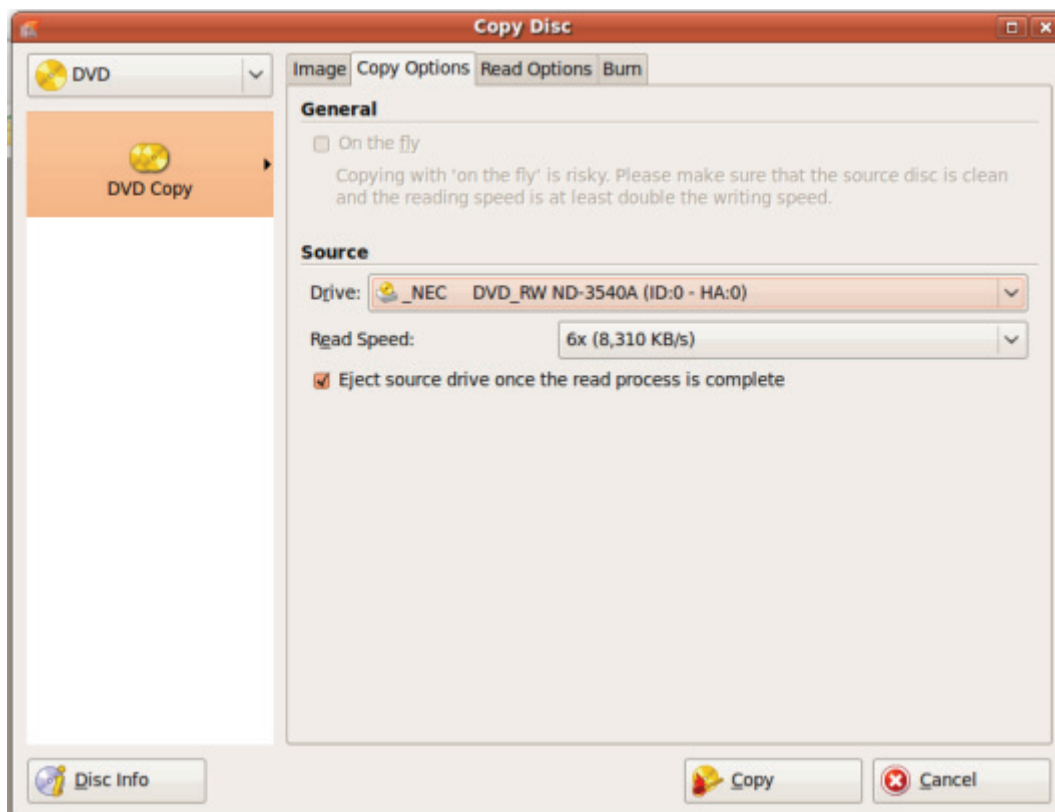 Copy Disc
DVD
DVD Copy
Image Copy Options Read Options Burn
General
On the fly
Copying with 'on the fly' is risky. Please make sure that the source disc is clean
and the reading speed is at least double the writing speed.
Source
Drive: _NEC DVD_RW ND-3540A (ID:0 - HA:0)
Read Speed: 6x (8,310 KB/s)
Eject source drive once the read process is complete
Disc Info Copy Cancel